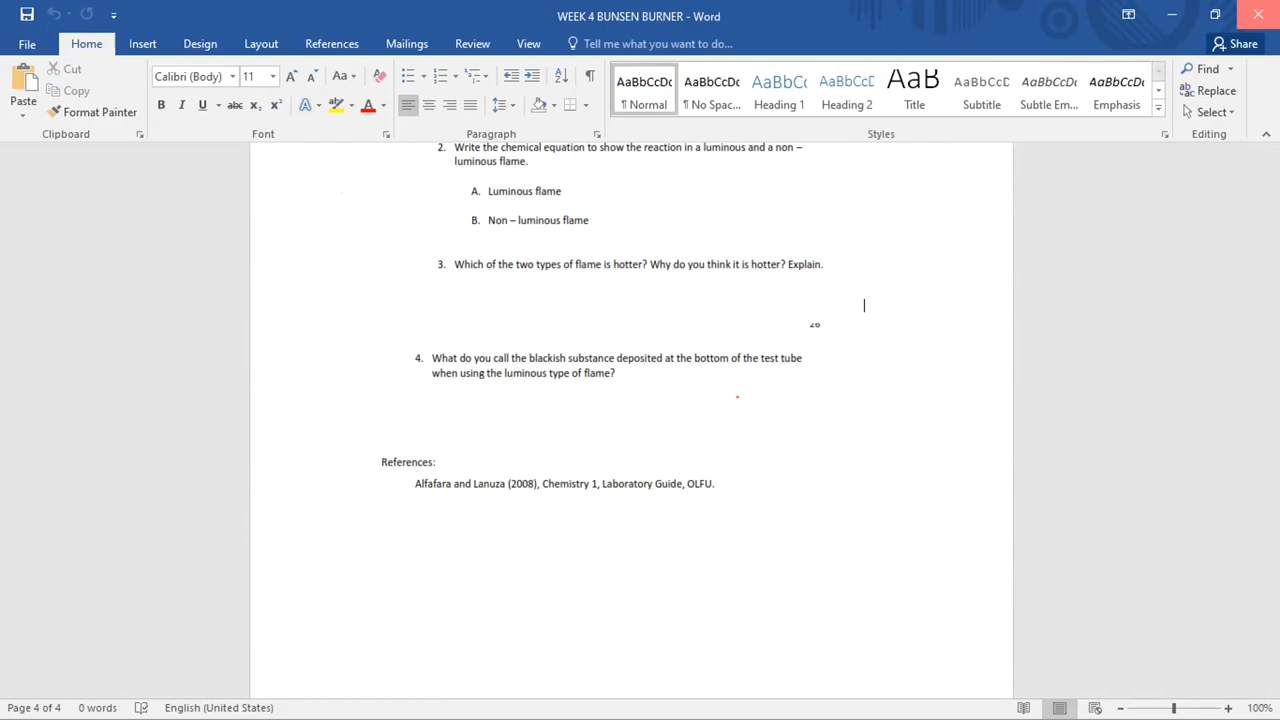 WEEK 4 BUNSEN BURNER - Word
File Home Insert Design Layout References Mailings Review View Tell me what you want to do... Share
Paste
Cut
Copy
Format Painter
Clipboard
Calibri (Body) 11
Font
Paragraph
AaBbCcDc AaBbCcDc AaBbCc AaBbCcD AaB AaBbCcD AaBbCcDc AaBbCcDc
¶ Normal ¶ No Spac... Heading 1 Heading 2 Title Subtitle Subtle Em... Emphasis
Styles
Find
Replace
Select
Editing
2. Write the chemical equation to show the reaction in a luminous and a non –
luminous flame.
A. Luminous flame
B. Non – luminous flame
3. Which of the two types of flame is hotter? Why do you think it is hotter? Explain.
4. What do you call the blackish substance deposited at the bottom of the test tube
when using the luminous type of flame?
References:
Alfafara and Lanuza (2008), Chemistry 1, Laboratory Guide, OLFU.
Page 4 of 4 0 words English (United States) 100%